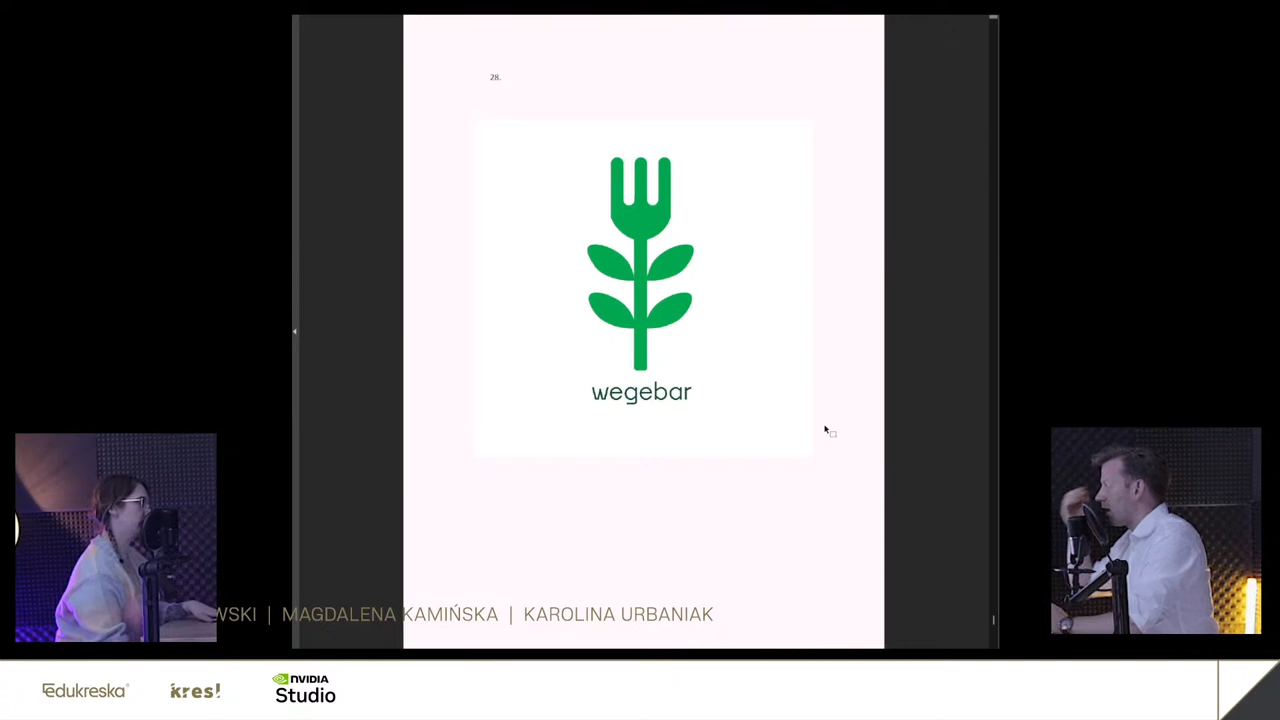 28.
wegebar
WSKI | MAGDALENA KAMIŃSKA | KAROLINA URBANIAK
Edukreska®
kres!
NVIDIA
Studio